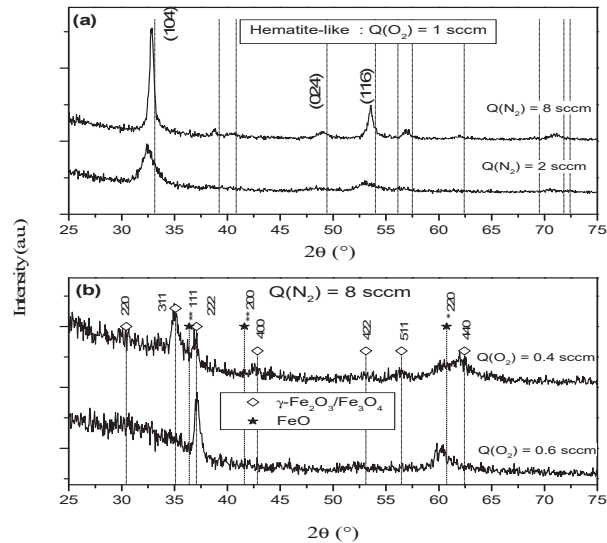 (a)
Hematite-like : Q(O₂) = 1 sccm
(104)
(024)
(116)
Q(N₂) = 8 sccm
Q(N₂) = 2 sccm
25 30 35 40 45 50 55 60 65 70 75
2θ (°)
Intensity (a.u.)
(b)
Q(N₂) = 8 sccm
220
311
* 111
222
* 200
400
422
511
* 220
440
Q(O₂) = 0.4 sccm
γ-Fe₂O₃/Fe₃O₄
FeO
Q(O₂) = 0.6 sccm
25 30 35 40 45 50 55 60 65 70 75
2θ (°)